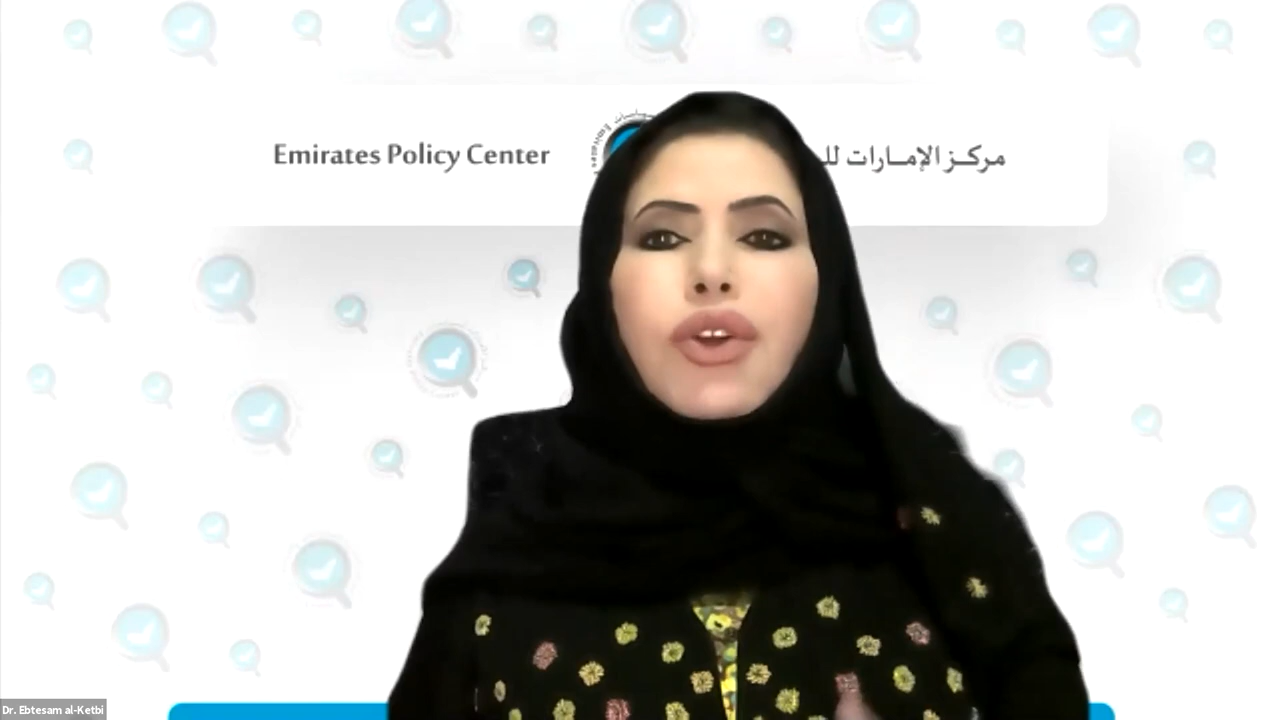 Emirates Policy Center
مركز الإمارات
Dr. Ebtesam al-Ketbi